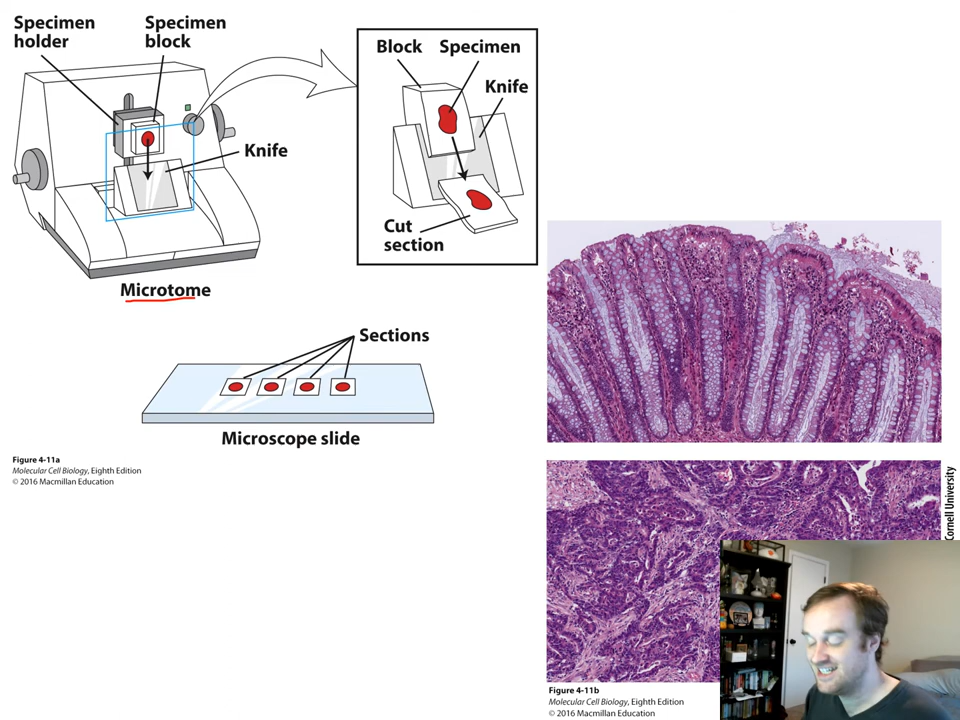 Specimen
holder
Specimen
block
Knife
Microtome
Block
Specimen
Knife
Cut
section
Sections
Microscope slide
Figure 4-11a
Molecular Cell Biology, Eighth Edition
© 2016 Macmillan Education
Cornell University
Figure 4-11b
Molecular Cell Biology, Eighth Edition
© 2016 Macmillan Education